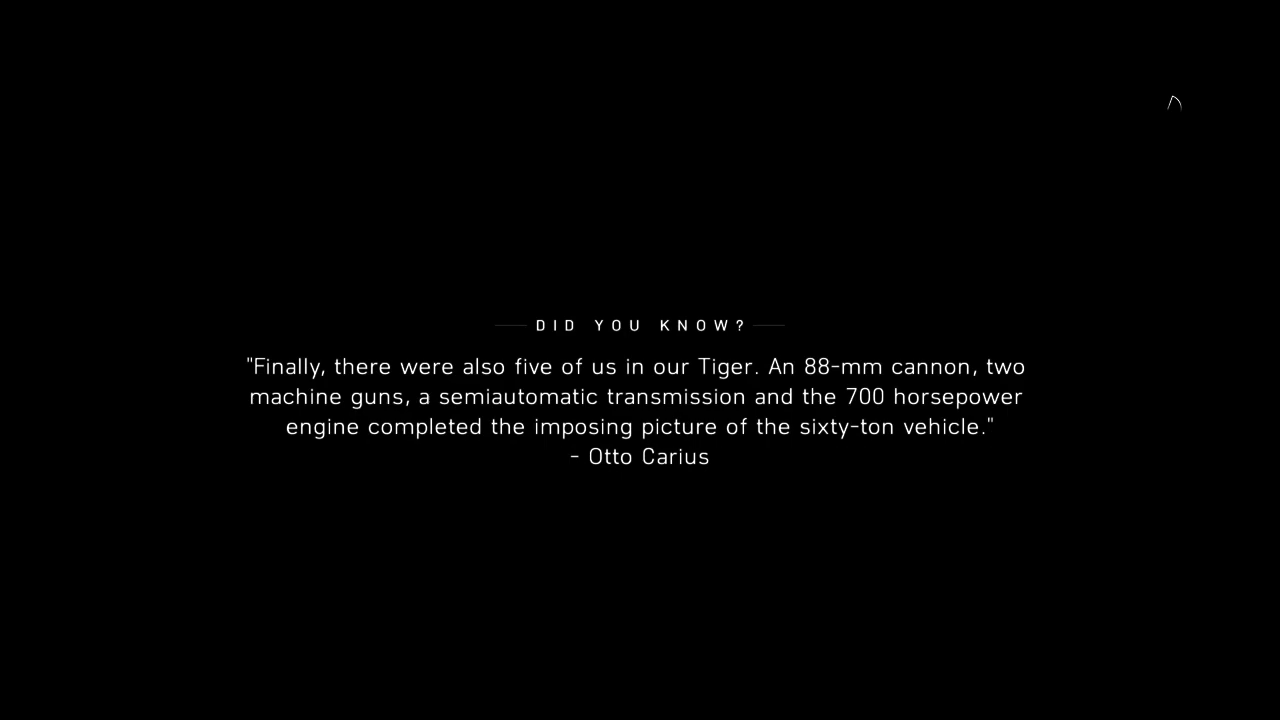 DID YOU KNOW?
"Finally, there were also five of us in our Tiger. An 88-mm cannon, two
machine guns, a semiautomatic transmission and the 700 horsepower
engine completed the imposing picture of the sixty-ton vehicle."
- Otto Carius